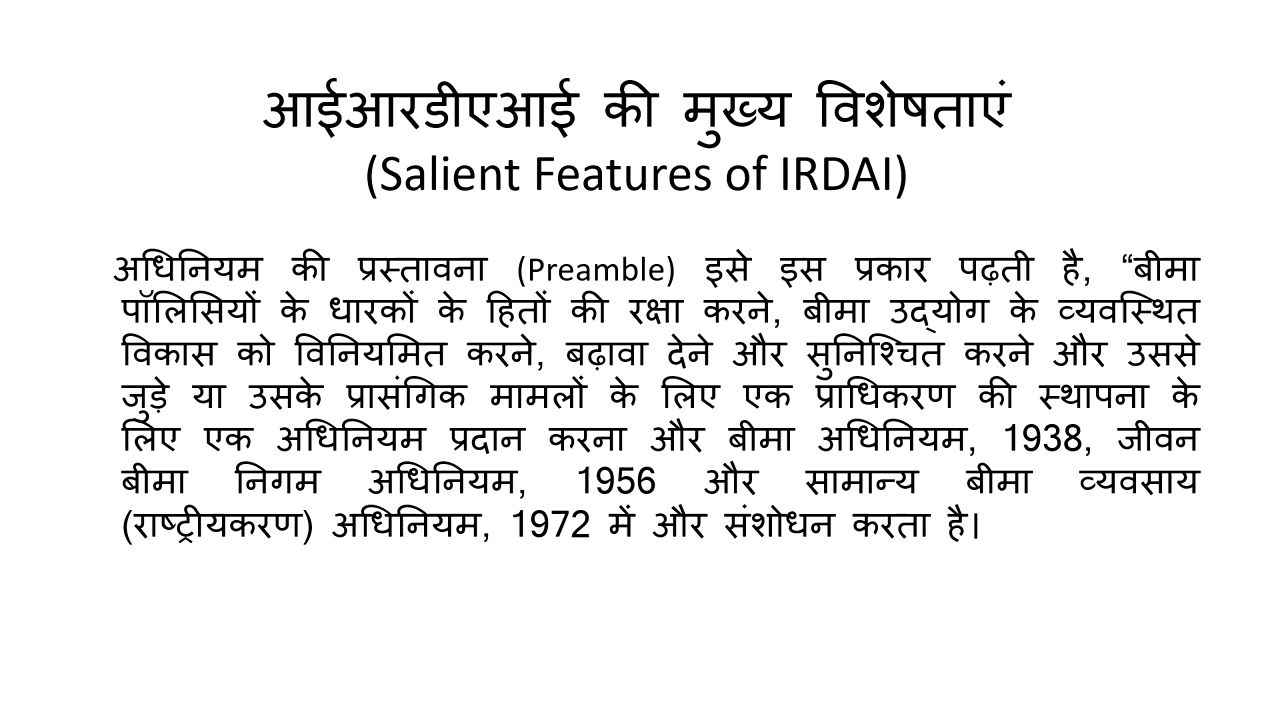 आईआरडीएआई की मुख्य विशेषताएं
(Salient Features of IRDAI)
अधिनियम की प्रस्तावना (Preamble) इसे इस प्रकार पढ़ती है, “बीमा
पॉलिसियों के धारकों के हितों की रक्षा करने, बीमा उद्‌योग के व्यवस्थित
विकास को विनियमित करने, बढ़ावा देने और सुनिश्चित करने और उससे
जुड़े या उसके प्रासंगिक मामलों के लिए एक प्राधिकरण की स्थापना के
लिए एक अधिनियम प्रदान करना और बीमा अधिनियम, 1938, जीवन
बीमा निगम अधिनियम, 1956 और सामान्य बीमा व्यवसाय
(राष्ट्रीयकरण) अधिनियम, 1972 में और संशोधन करता है।